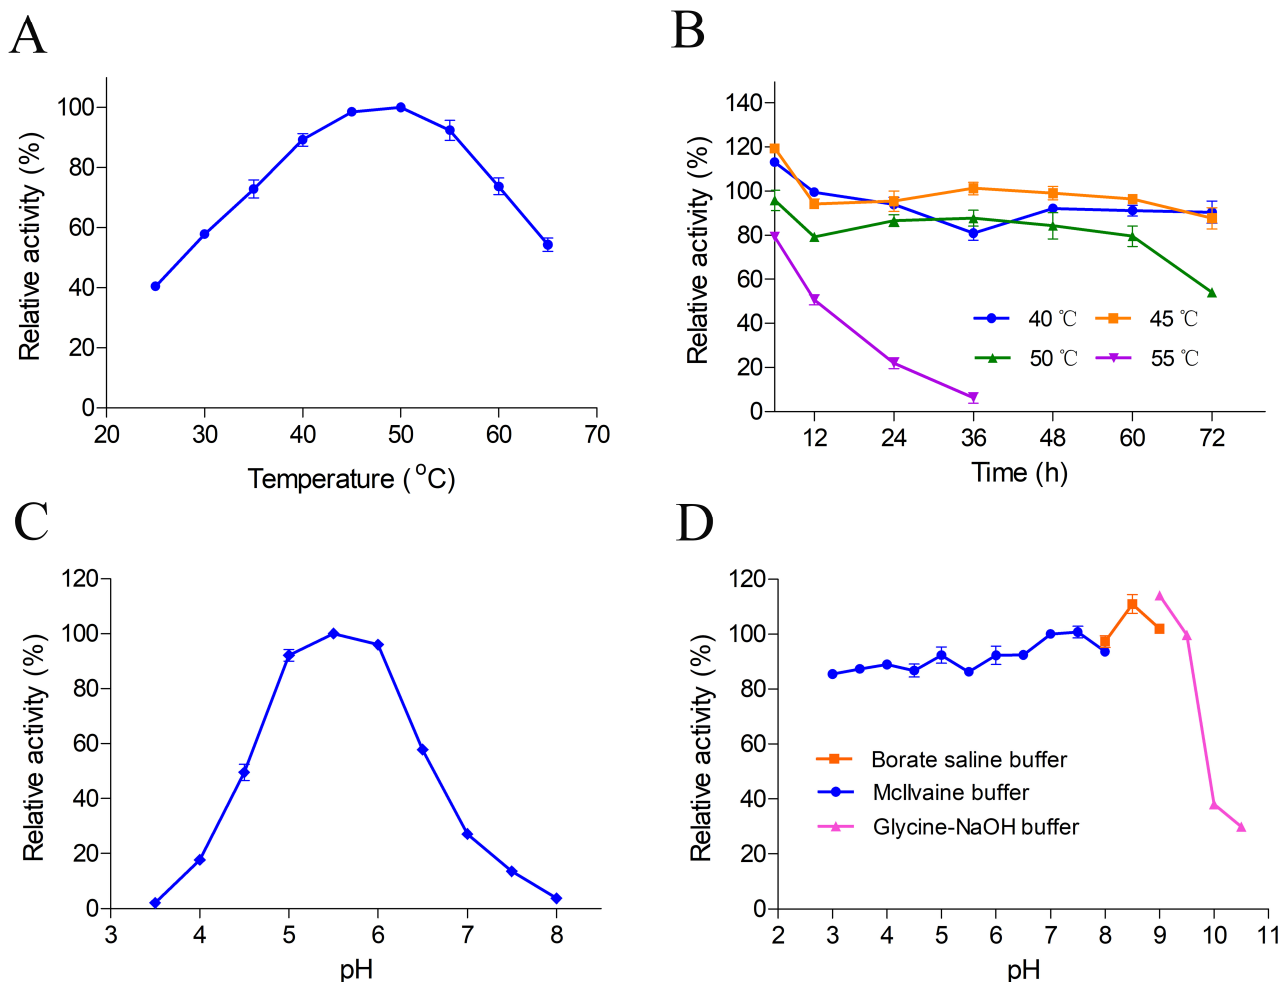 A
Relative activity (%)
100
80
60
40
20
0
20 30 40 50 60 70
Temperature ( °C)
B
Relative activity (%)
140
120
100
80
60
40
20
0
40 ℃ 45 ℃
50 ℃ 55 ℃
12 24 36 48 60 72
Time (h)
C
Relative activity (%)
120
100
80
60
40
20
0
3 4 5 6 7 8
pH
D
Relative activity (%)
120
100
80
60
40
20
0
Borate saline buffer
McIlvaine buffer
Glycine-NaOH buffer
2 3 4 5 6 7 8 9 10 11
pH